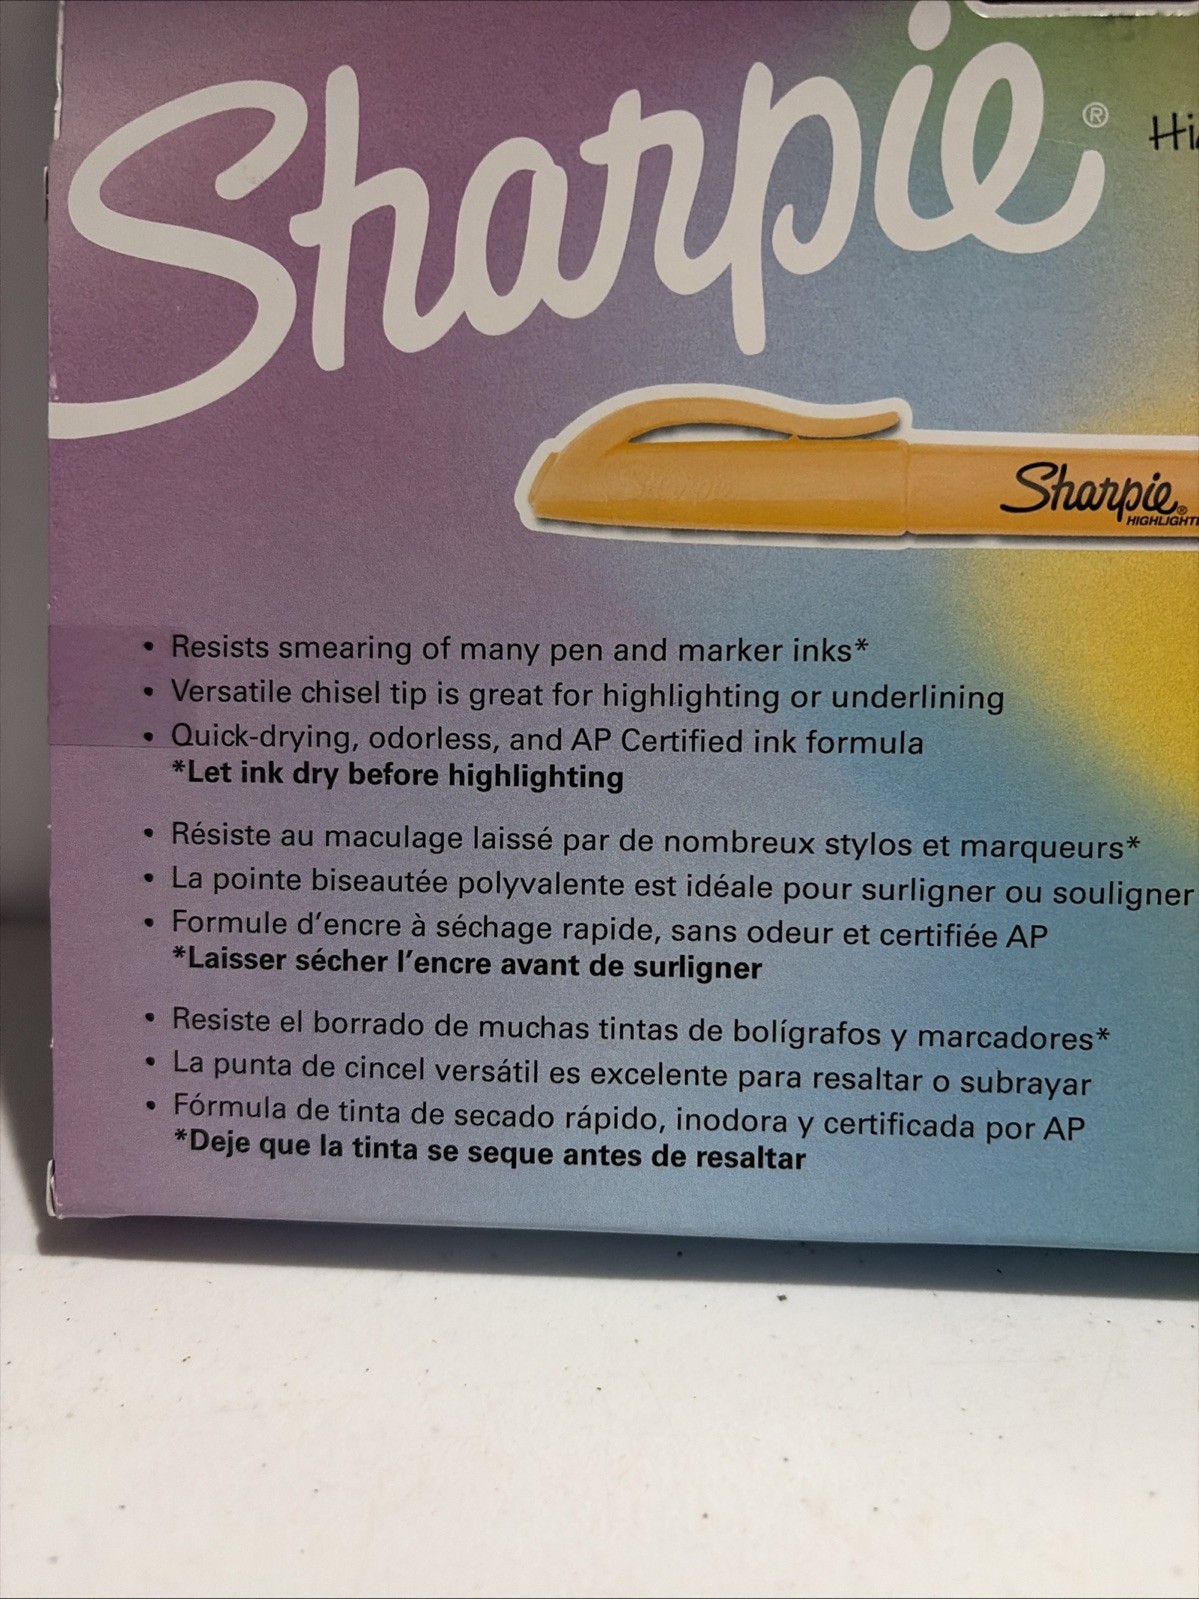 Sharpie®
Sharpie®
• Resists smearing of many pen and marker inks*
• Versatile chisel tip is great for highlighting or underlining
• Quick-drying, odorless, and AP Certified ink formula
*Let ink dry before highlighting
• Résiste au maculage laissé par de nombreux stylos et marqueurs*
• La pointe biseautée polyvalente est idéale pour surligner ou souligner
• Formule d'encre à séchage rapide, sans odeur et certifiée AP
*Laisser sécher l'encre avant de surligner
• Resiste el borrado de muchas tintas de bolígrafos y marcadores*
• La punta de cincel versátil es excelente para resaltar o subrayar
• Fórmula de tinta de secado rápido, inodora y certificada por AP
*Deje que la tinta se seque antes de resaltar